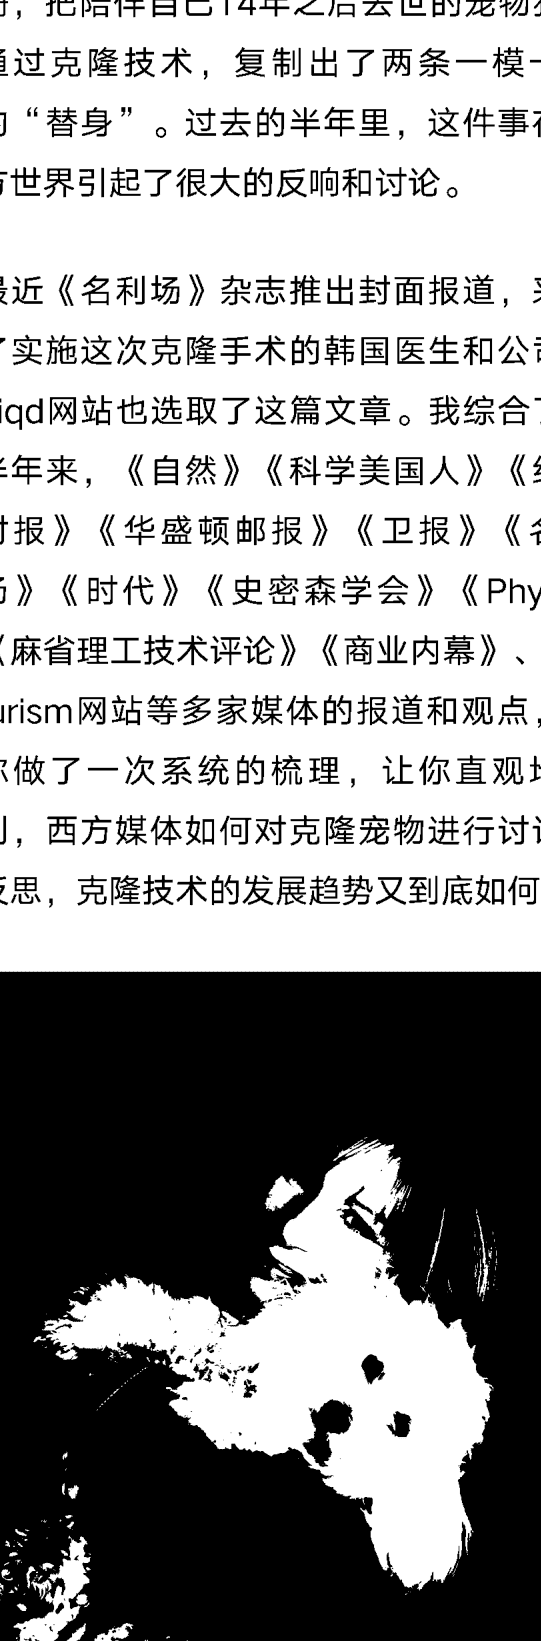 ，把陪伴自己14年之后去世的宠物
通过克隆技术，复制出了两条一模一
的“替身”。过去的半年里，这件事在
方世界引起了很大的反响和讨论。
最近《名利场》杂志推出封面报道，采
了实施这次克隆手术的韩国医生和公司
iqd网站也选取了这篇文章。我综合了
半年来，《自然》《科学美国人》《纽
时报》《华盛顿邮报》《卫报》《名
场》《时代》《史密森学会》《Phy
《麻省理工技术评论》《商业内幕》、
urism网站等多家媒体的报道和观点，
你做了一次系统的梳理，让你直观地
到，西方媒体如何对克隆宠物进行讨论
反思，克隆技术的发展趋势又到底如何